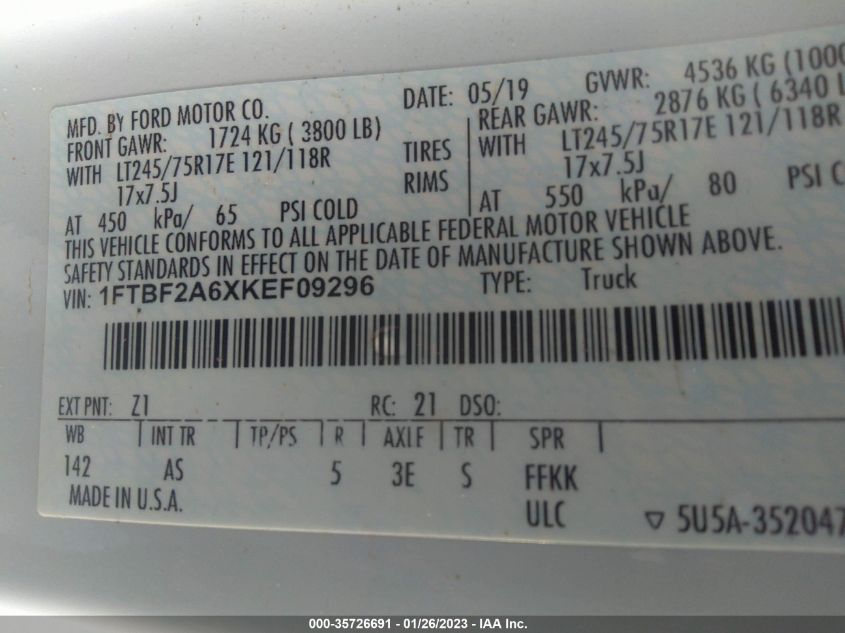 MFD. BY FORD MOTOR CO. DATE: 05/19 GVWR: 4536 KG (1000
FRONT GAWR: 1724 KG ( 3800 LB) REAR GAWR: 2876 KG ( 6340 L
WITH LT245/75R17E 121/118R TIRES WITH LT245/75R17E 121/118R
17x7.5J RIMS 17x7.5J
AT 450 kPa/ 65 PSI COLD AT 550 kPa/ 80 PSI C
THIS VEHICLE CONFORMS TO ALL APPLICABLE FEDERAL MOTOR VEHICLE
SAFETY STANDARDS IN EFFECT ON THE DATE OF MANUFACTURE SHOWN ABOVE.
VIN: 1FTBF2A6XKEF09296 TYPE: Truck
EXT PNT: Z1 RC: 21 DSO:
WB INT TR TP/PS R AXLE TR SPR
142 AS 5 3E S FFKK
MADE IN U.S.A. ULC ▽ 5U5A-352047
000-35726691 - 01/26/2023 - IAA Inc.